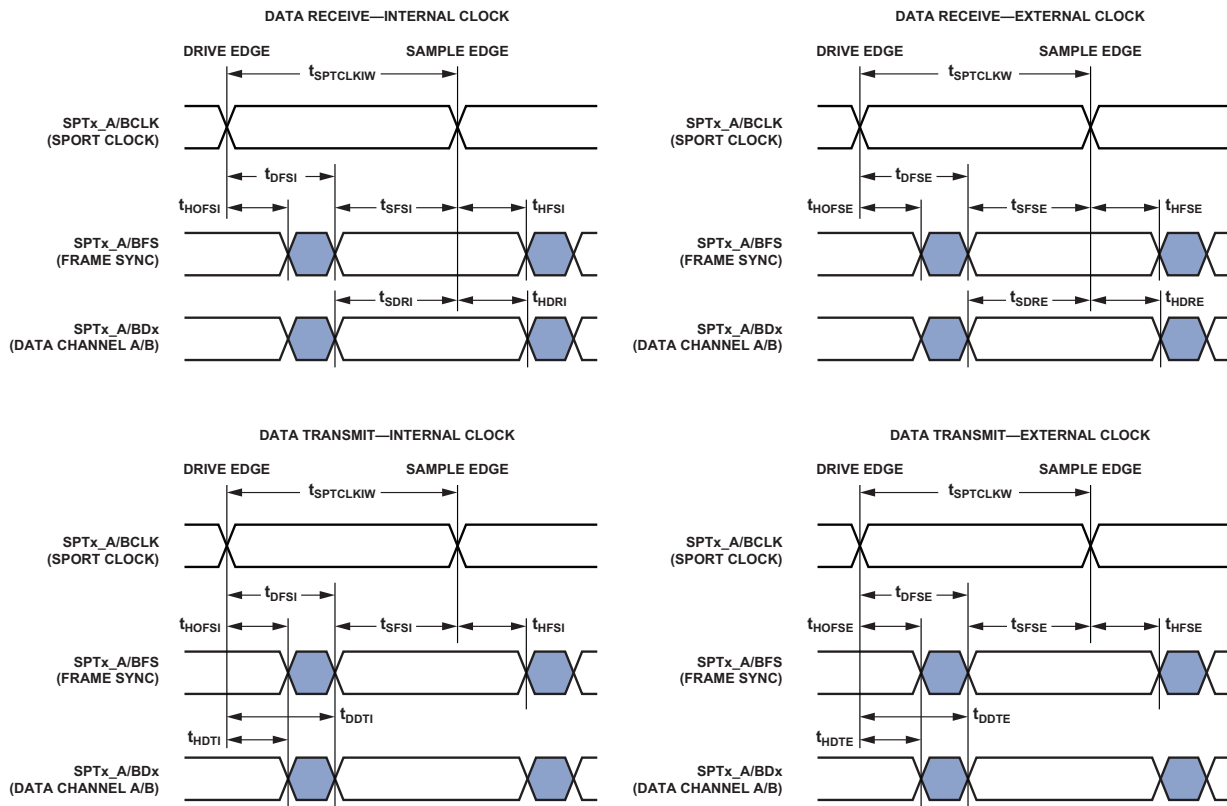 DATA RECEIVE—INTERNAL CLOCK
DRIVE EDGE
SAMPLE EDGE
tSPTCLKIW
SPTx_A/BCLK
(SPORT CLOCK)
tDFSI
tHOFSI
tSFSI
tHFSI
SPTx_A/BFS
(FRAME SYNC)
tSDRI
tHDRI
SPTx_A/BDx
(DATA CHANNEL A/B)
DATA RECEIVE—EXTERNAL CLOCK
DRIVE EDGE
SAMPLE EDGE
tSPTCLKW
SPTx_A/BCLK
(SPORT CLOCK)
tDFSE
tHOFSE
tSFSE
tHFSE
SPTx_A/BFS
(FRAME SYNC)
tSDRE
tHDRE
SPTx_A/BDx
(DATA CHANNEL A/B)
DATA TRANSMIT—INTERNAL CLOCK
DRIVE EDGE
SAMPLE EDGE
tSPTCLKIW
SPTx_A/BCLK
(SPORT CLOCK)
tDFSI
tHOFSI
tSFSI
tHFSI
SPTx_A/BFS
(FRAME SYNC)
tDDTI
tHDTI
SPTx_A/BDx
(DATA CHANNEL A/B)
DATA TRANSMIT—EXTERNAL CLOCK
DRIVE EDGE
SAMPLE EDGE
tSPTCLKW
SPTx_A/BCLK
(SPORT CLOCK)
tDFSE
tHOFSE
tSFSE
tHFSE
SPTx_A/BFS
(FRAME SYNC)
tDDTE
tHDTE
SPTx_A/BDx
(DATA CHANNEL A/B)